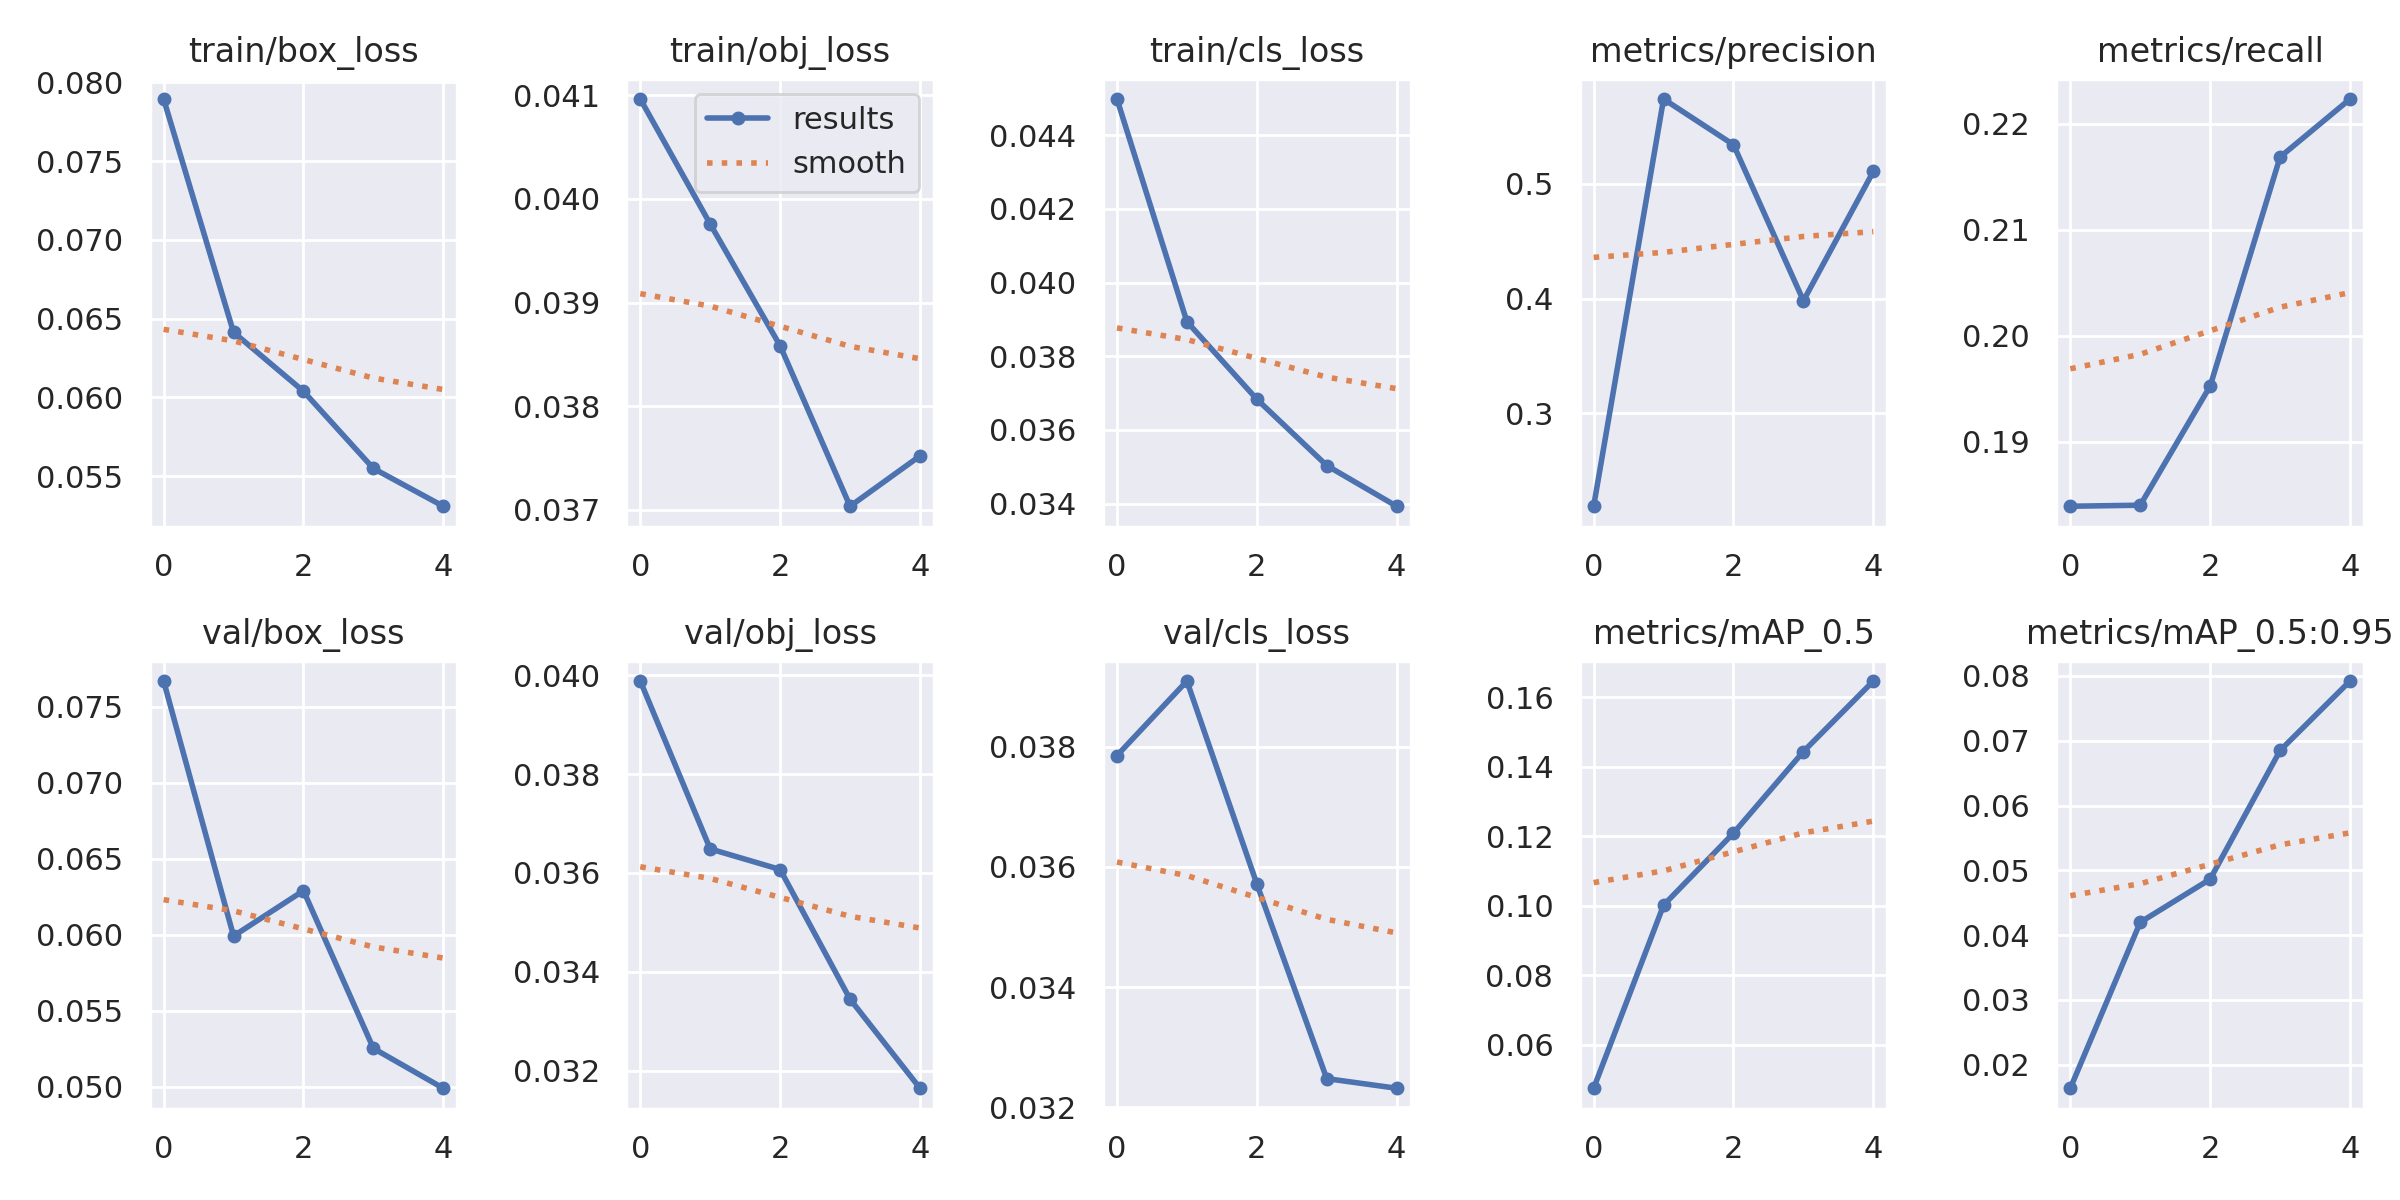 train/box_loss
0.080
0.075
0.070
0.065
0.060
0.055
0 2 4
train/obj_loss
results
smooth
0.041
0.040
0.039
0.038
0.037
0 2 4
train/cls_loss
0.044
0.042
0.040
0.038
0.036
0.034
0 2 4
metrics/precision
0.5
0.4
0.3
0 2 4
metrics/recall
0.22
0.21
0.20
0.19
0 2 4
val/box_loss
0.075
0.070
0.065
0.060
0.055
0.050
0 2 4
val/obj_loss
0.040
0.038
0.036
0.034
0.032
0 2 4
val/cls_loss
0.038
0.036
0.034
0.032
0 2 4
metrics/mAP_0.5
0.16
0.14
0.12
0.10
0.08
0.06
0 2 4
metrics/mAP_0.5:0.95
0.08
0.07
0.06
0.05
0.04
0.03
0.02
0 2 4